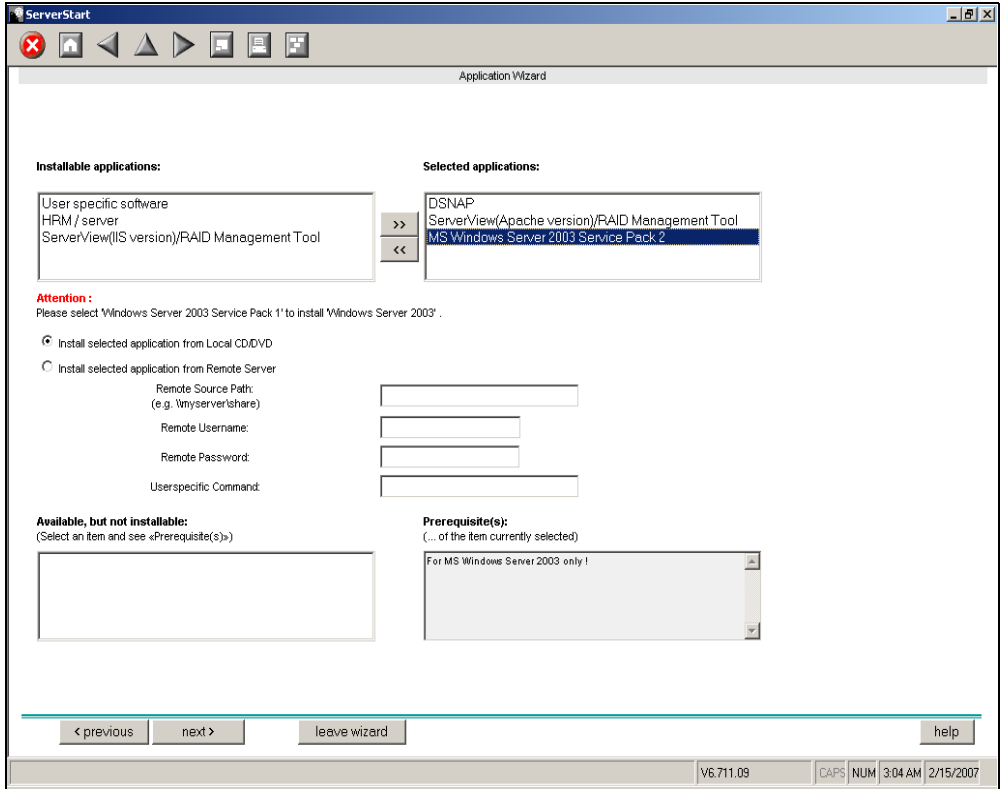 ServerStart
Application Wizard
Installable applications:
Selected applications:
User specific software
HRM / server
ServerView(IIS version)/RAID Management Tool
>>
<<
DSNAP
ServerView(Apache version)/RAID Management Tool
MS Windows Server 2003 Service Pack 2
Attention :
Please select 'Windows Server 2003 Service Pack 1' to install 'Windows Server 2003' .
Install selected application from Local CD/DVD
Install selected application from Remote Server
Remote Source Path:
(e.g. \\myserver\share)
Remote Username:
Remote Password:
Userspecific Command:
Available, but not installable:
(Select an item and see «Prerequisite(s)»)
Prerequisite(s):
(... of the item currently selected)
For MS Windows Server 2003 only !
< previous
next >
leave wizard
help
V6.711.09
CAPS
NUM
3:04 AM
2/15/2007